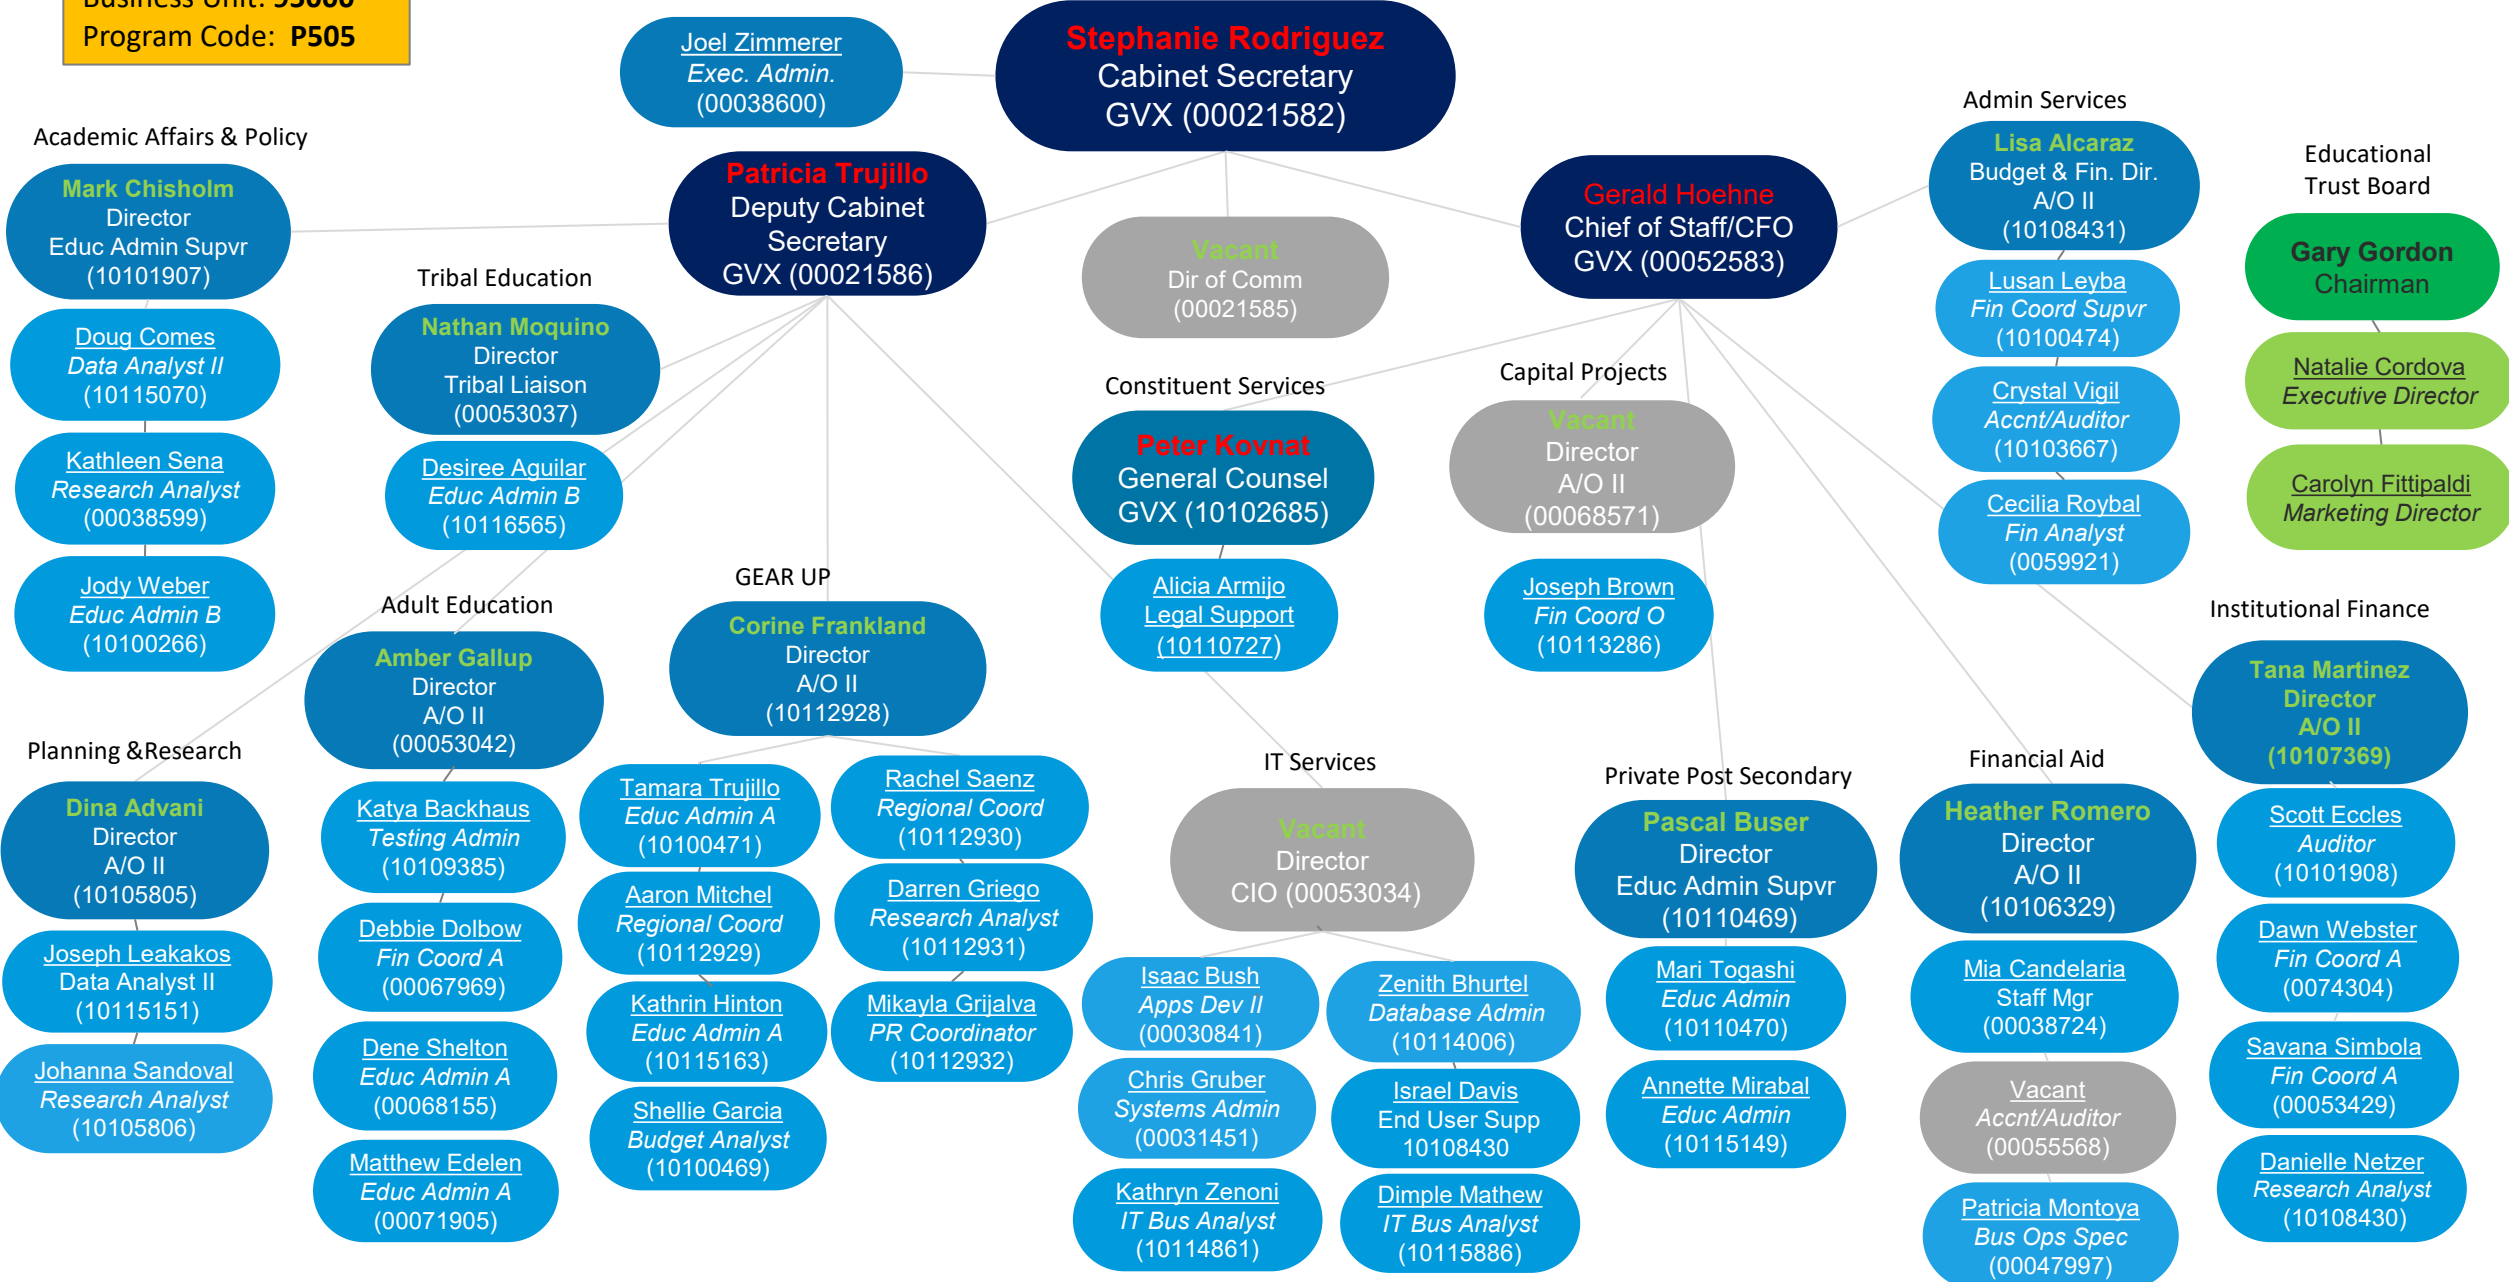 Business Unit: 95000
Program Code: P505
Joel Zimmerer
Exec. Admin.
(00038600)
Stephanie Rodriguez
Cabinet Secretary
GVX (00021582)
Patricia Trujillo
Deputy Cabinet
Secretary
GVX (00021586)
Vacant
Dir of Comm
(00021585)
Gerald Hoehne
Chief of Staff/CFO
GVX (00052583)
Academic Affairs & Policy
Mark Chisholm
Director
Educ Admin Supvr
(10101907)
Doug Comes
Data Analyst II
(10115070)
Kathleen Sena
Research Analyst
(00038599)
Jody Weber
Educ Admin B
(10100266)
Tribal Education
Nathan Moquino
Director
Tribal Liaison
(00053037)
Desiree Aguilar
Educ Admin B
(10116565)
Constituent Services
Peter Kovnat
General Counsel
GVX (10102685)
Alicia Armijo
Legal Support
(10110727)
Capital Projects
Vacant
Director
A/O II
(00068571)
Joseph Brown
Fin Coord O
(10113286)
Admin Services
Lisa Alcaraz
Budget & Fin. Dir.
A/O II
(10108431)
Lusan Leyba
Fin Coord Supvr
(10100474)
Crystal Vigil
Accnt/Auditor
(10103667)
Cecilia Roybal
Fin Analyst
(0059921)
Educational
Trust Board
Gary Gordon
Chairman
Natalie Cordova
Executive Director
Carolyn Fittipaldi
Marketing Director
Planning &Research
Dina Advani
Director
A/O II
(10105805)
Joseph Leakakos
Data Analyst II
(10115151)
Johanna Sandoval
Research Analyst
(10105806)
Adult Education
Amber Gallup
Director
A/O II
(00053042)
Katya Backhaus
Testing Admin
(10109385)
Debbie Dolbow
Fin Coord A
(00067969)
Dene Shelton
Educ Admin A
(00068155)
Matthew Edelen
Educ Admin A
(00071905)
GEAR UP
Corine Frankland
Director
A/O II
(10112928)
Tamara Trujillo
Educ Admin A
(10100471)
Aaron Mitchel
Regional Coord
(10112929)
Kathrin Hinton
Educ Admin A
(10115163)
Shellie Garcia
Budget Analyst
(10100469)
Rachel Saenz
Regional Coord
(10112930)
Darren Griego
Research Analyst
(10112931)
Mikayla Grijalva
PR Coordinator
(10112932)
IT Services
Vacant
Director
CIO (00053034)
Isaac Bush
Apps Dev II
(00030841)
Chris Gruber
Systems Admin
(00031451)
Kathryn Zenoni
IT Bus Analyst
(10114861)
Zenith Bhurtel
Database Admin
(10114006)
Israel Davis
End User Supp
10108430
Dimple Mathew
IT Bus Analyst
(10115886)
Private Post Secondary
Pascal Buser
Director
Educ Admin Supvr
(10110469)
Mari Togashi
Educ Admin
(10110470)
Annette Mirabal
Educ Admin
(10115149)
Financial Aid
Heather Romero
Director
A/O II
(10106329)
Mia Candelaria
Staff Mgr
(00038724)
Vacant
Accnt/Auditor
(00055568)
Patricia Montoya
Bus Ops Spec
(00047997)
Institutional Finance
Tana Martinez
Director
A/O II
(10107369)
Scott Eccles
Auditor
(10101908)
Dawn Webster
Fin Coord A
(0074304)
Savana Simbola
Fin Coord A
(00053429)
Danielle Netzer
Research Analyst
(10108430)